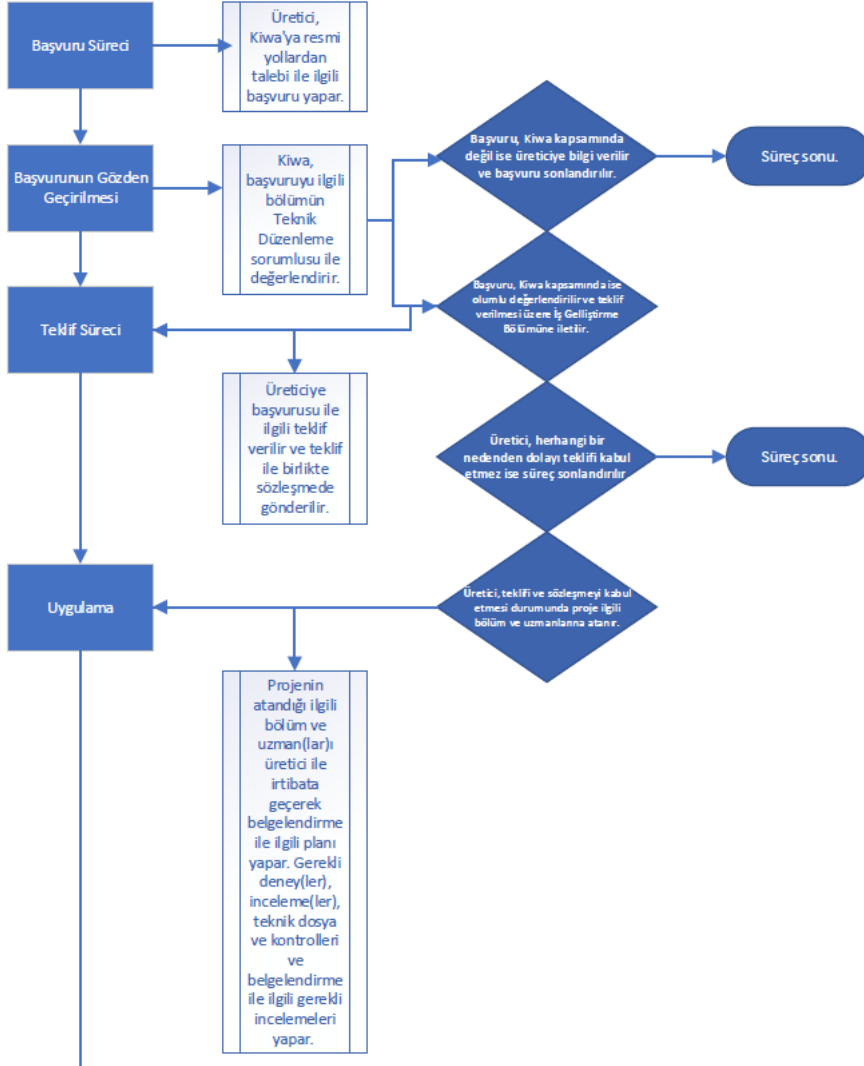 Başvuru Süreci
Üretici,
Kiwa'ya resmi
yollardan
talebi ile ilgili
başvuru yapar.
Başvurunun Gözden
Geçirilmesi
Kiwa,
başvuruyu ilgili
bölümün
Teknik
Düzenleme
sorumlusu ile
değerlendirir.
Başvuru, Kiwa kapsamında
değil ise üreticiye bilgi verilir
ve başvuru sonlandırılır.
Süreç sonu.
Başvuru, Kiwa kapsamında ise
olumlu değerlendirilir ve teklif
verilmesi üzere İş Gelliştirme
Bölümüne iletilir.
Teklif Süreci
Üreticiye
başvurusu ile
ilgili teklif
verilir ve teklif
ile birlikte
sözleşmede
gönderilir.
Üretici, herhangi bir
nedenden dolayı teklifi kabul
etmez ise süreç sonlandırılır
Süreç sonu.
Uygulama
Üretici, teklifi ve sözleşmeyi kabul
etmesi durumunda proje ilgili
bölüm ve uzmanlarına atanır.
Projenin
atandığı ilgili
bölüm ve
uzman(lar)ı
üretici ile
irtibata
geçerek
belgelendirme
ile ilgili planı
yapar. Gerekli
deney(ler),
inceleme(ler),
teknik dosya
ve kontrolleri
ve
belgelendirme
ile ilgili gerekli
incelemeleri
yapar.